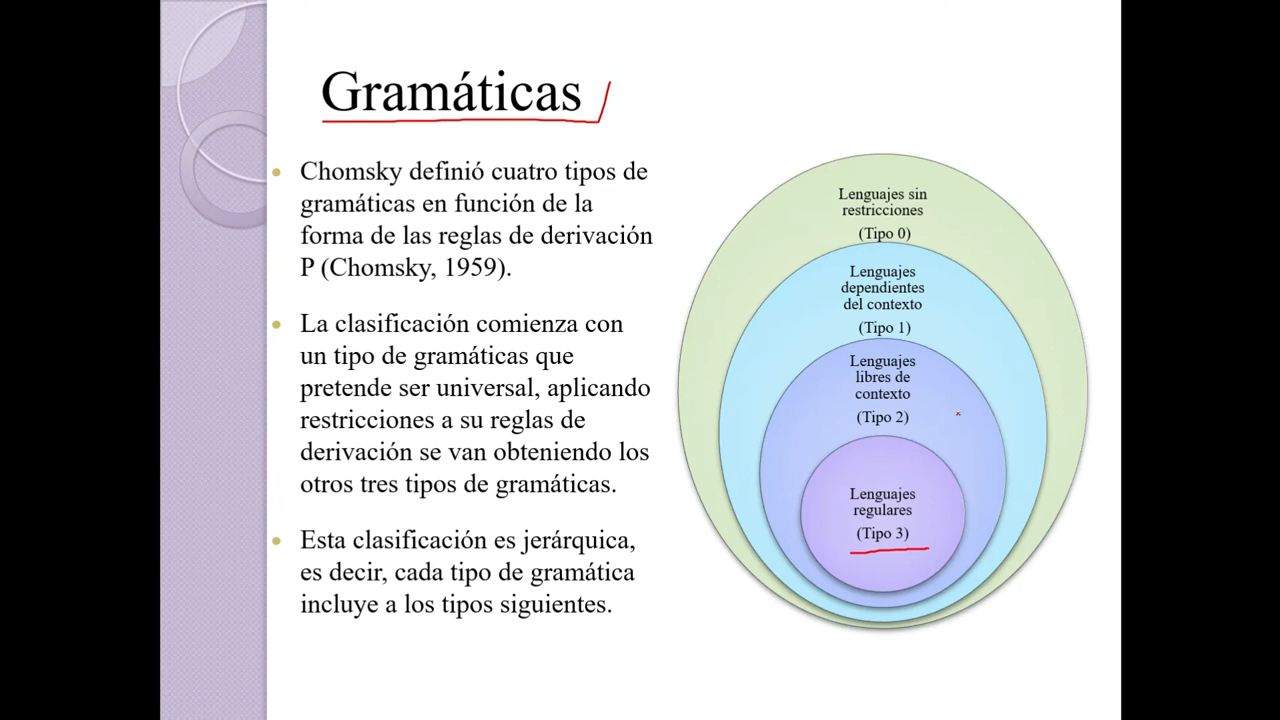 Gramáticas
Chomsky definió cuatro tipos de
gramáticas en función de la
forma de las reglas de derivación
P (Chomsky, 1959).
La clasificación comienza con
un tipo de gramáticas que
pretende ser universal, aplicando
restricciones a su reglas de
derivación se van obteniendo los
otros tres tipos de gramáticas.
Esta clasificación es jerárquica,
es decir, cada tipo de gramática
incluye a los tipos siguientes.
Lenguajes sin
restricciones
(Tipo 0)
Lenguajes
dependientes
del contexto
(Tipo 1)
Lenguajes
libres de
contexto
(Tipo 2)
Lenguajes
regulares
(Tipo 3)